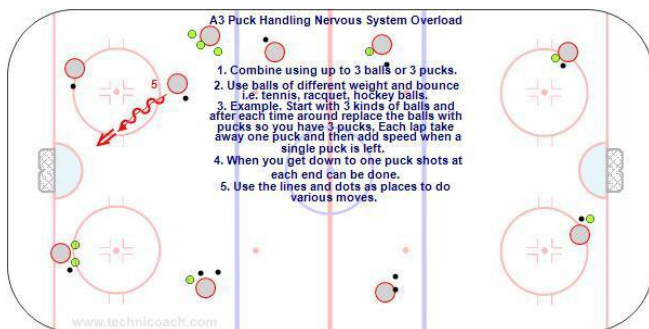 A3 Puck Handling Nervous System Overload
1. Combine using up to 3 balls or 3 pucks.
2. Use balls of different weight and bounce
i.e. tennis, racquet, hockey balls.
3. Example. Start with 3 kinds of balls and
after each time around replace the balls with
pucks so you have 3 pucks. Each lap take
away one puck and then add speed when a
single puck is left.
4. When you get down to one puck shots at
each end can be done.
5. Use the lines and dots as places to do
various moves.
5
www.technicoach.com